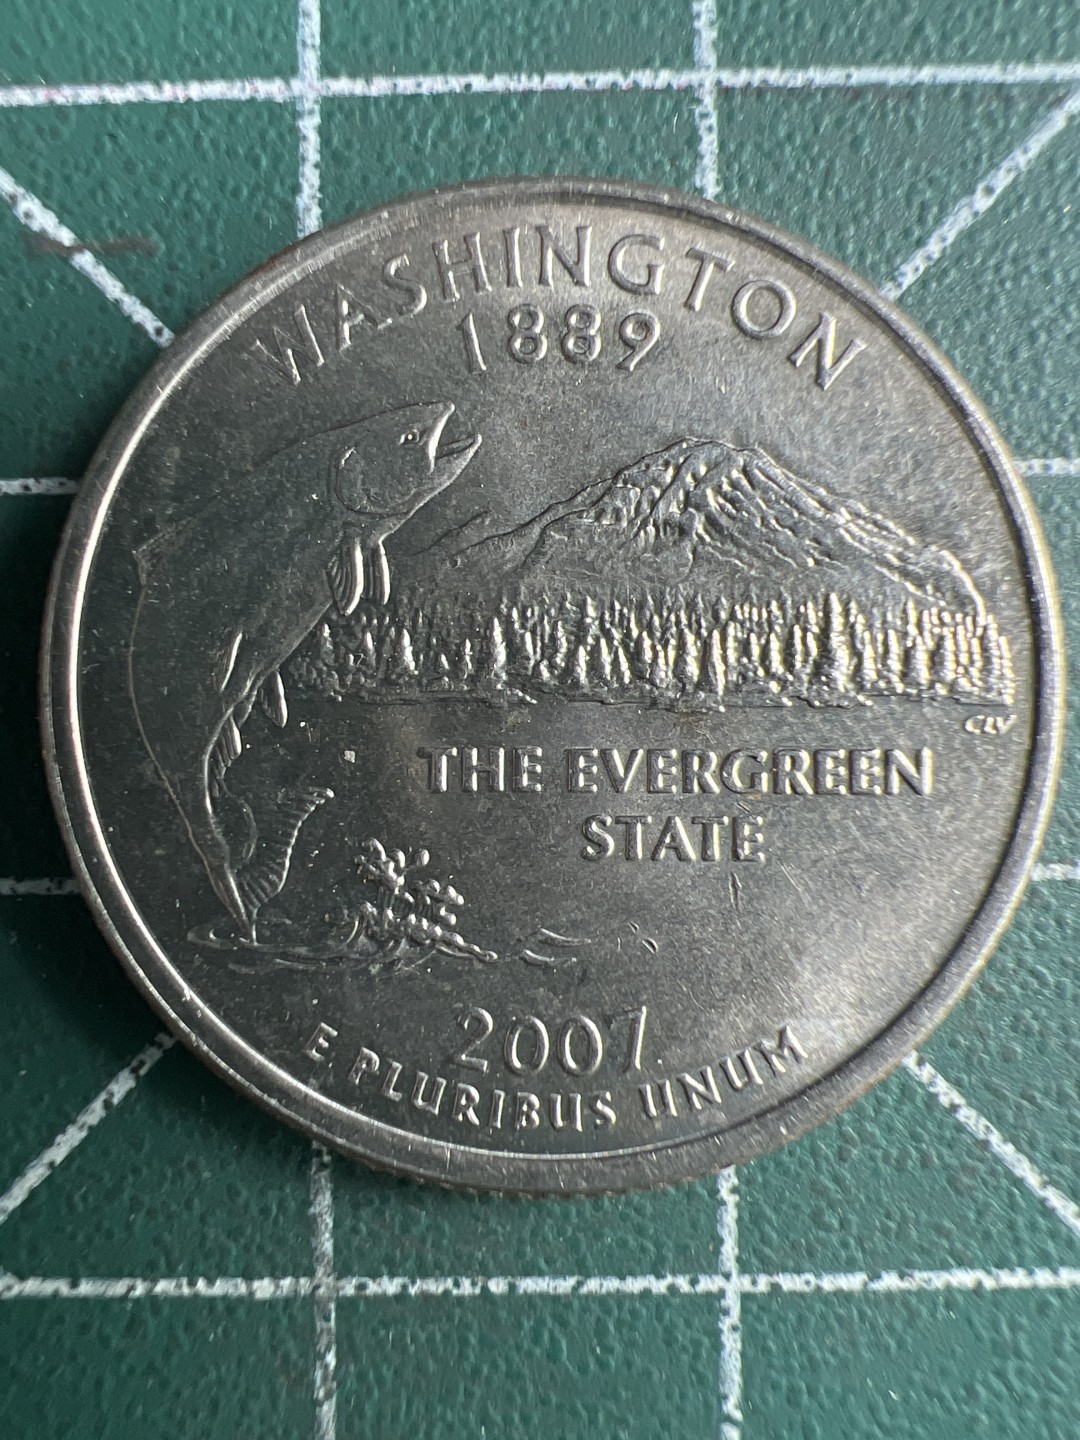 WASHINGTON
1889
CLV
THE EVERGREEN
STATE
2007
E PLURIBUS UNUM